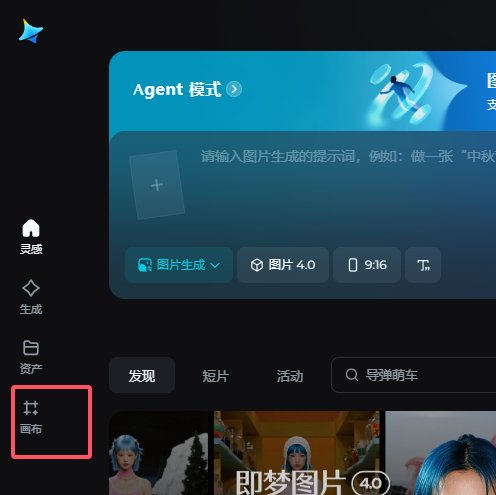 Agent 模式
请输入图片生成的提示词，例如：做一张“中秋
图片生成
图片 4.0
9:16
灵感
生成
资产
画布
发现
短片
活动
导弹萌车
即梦图片 4.0